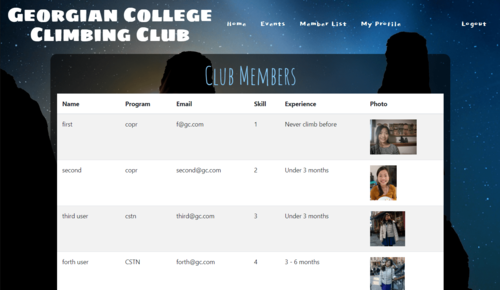 Georgian College
Climbing Club
Home Events Member List My Profile Logout
Club Members
Name Program Email Skill Experience Photo
first copr f@gc.com 1 Never climb before
second copr second@gc.com 2 Under 3 months
third user cstn third@gc.com 3 Under 3 months
forth user CSTN forth@gc.com 4 3 - 6 months